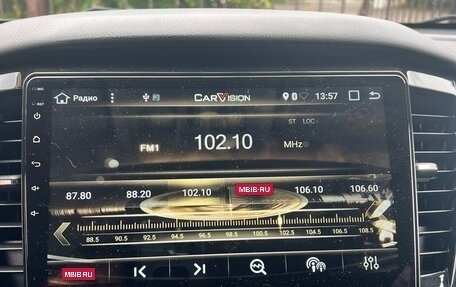 MIC
Радио
CARVISION
13:57
RST
ST LOC
FM1
102.10
MHz
87.80 88.20 102.10 MBIB·RU 106.10 106.60
88.5 90.5 92.5 94.5 96.5 98.5 100.5 102.5 104.5 106.5 108.5
MBIB·RU